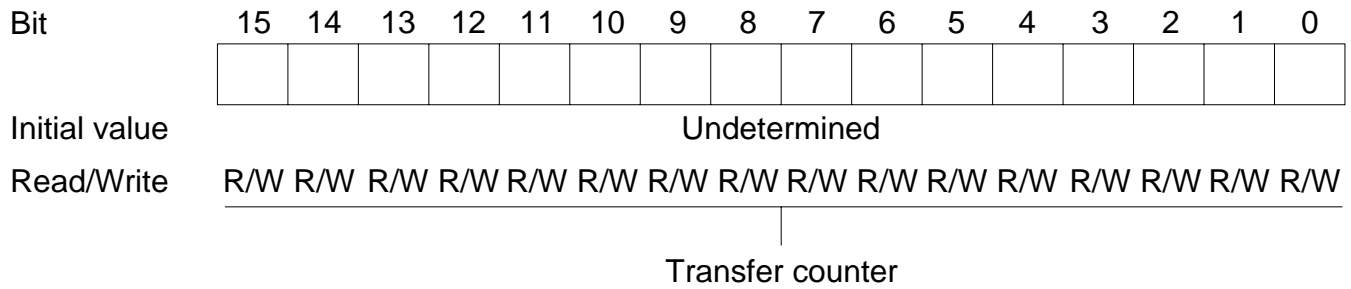 Bit 15 14 13 12 11 10 9 8 7 6 5 4 3 2 1 0
Initial value Undetermined
Read/Write R/W R/W R/W R/W R/W R/W R/W R/W R/W R/W R/W R/W R/W R/W R/W R/W
Transfer counter